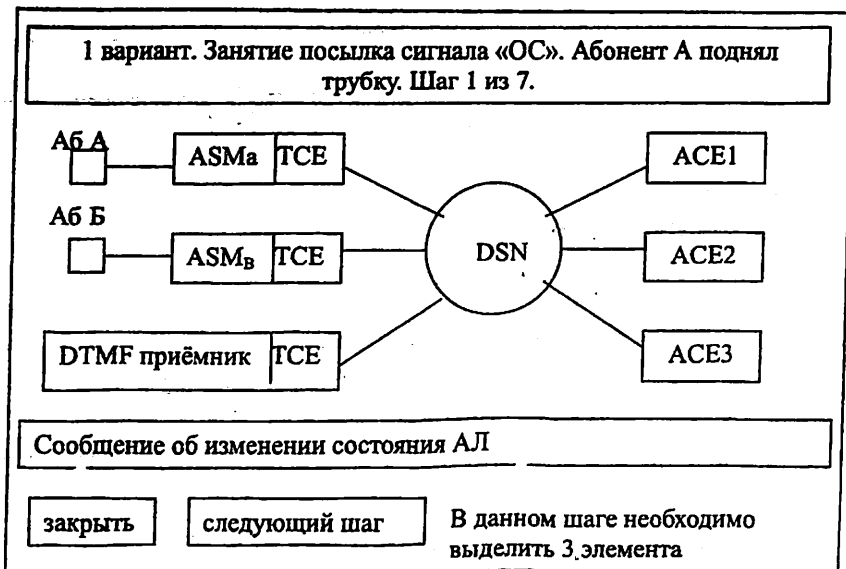 1 вариант. Занятие посылка сигнала «ОС». Абонент А поднял
трубку. Шаг 1 из 7.
Аб А
ASMa TCE
ACE1
Аб Б
ASMB TCE
DSN
ACE2
DTMF приёмник TCE
ACE3
Сообщение об изменении состояния АЛ
закрыть
следующий шаг
В данном шаге необходимо
выделить 3 элемента